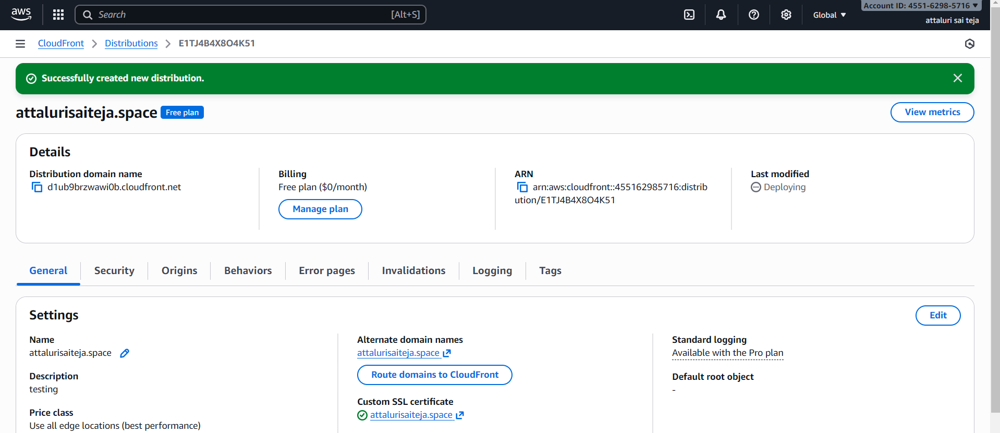 aws
Search [Alt+S]
Global
Account ID: 4551-6298-5716
attaluri sai teja
CloudFront Distributions E1TJ4B4X8O4K51
Successfully created new distribution.
attalurisaiteja.space Free plan
View metrics
Details
Distribution domain name
d1ub9brzwawi0b.cloudfront.net
Billing
Free plan ($0/month)
Manage plan
ARN
arn:aws:cloudfront::455162985716:distrib
ution/E1TJ4B4X8O4K51
Last modified
Deploying
General Security Origins Behaviors Error pages Invalidations Logging Tags
Settings
Edit
Name
attalurisaiteja.space
Description
testing
Price class
Use all edge locations (best performance)
Alternate domain names
attalurisaiteja.space
Route domains to CloudFront
Custom SSL certificate
attalurisaiteja.space
Standard logging
Available with the Pro plan
Default root object
-